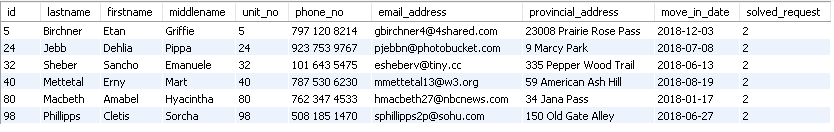 id lastname firstname middlename unit_no phone_no email_address provincial_address move_in_date solved_request
5 Birchner Etan Griffie 5 797 120 8214 gbirchner4@4shared.com 23008 Prairie Rose Pass 2018-12-03 2
24 Jebb Dehlia Pippa 24 923 753 9767 pjebbn@photobucket.com 9 Marcy Park 2018-07-08 2
32 Sheber Sancho Emanuele 32 101 643 5475 esheberv@tiny.cc 335 Pepper Wood Trail 2018-06-13 2
40 Mettetal Erny Mart 40 787 530 6230 mmettetal13@w3.org 59 American Ash Hill 2018-08-19 2
80 Macbeth Amabel Hyacintha 80 762 347 4533 hmacbeth27@nbcnews.com 34 Jana Pass 2018-01-17 2
98 Phillipps Cletis Sorcha 98 508 185 1470 sphillipps2p@sohu.com 150 Old Gate Alley 2018-06-27 2